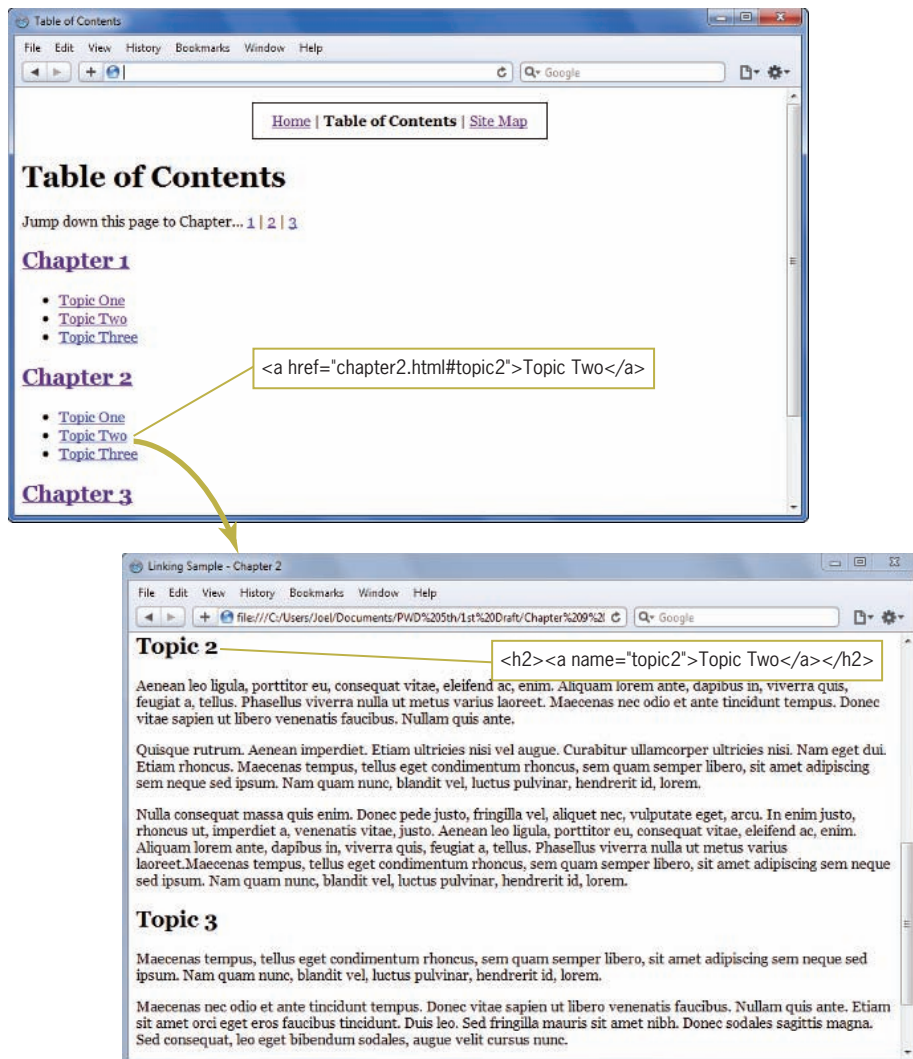 Table of Contents
File Edit View History Bookmarks Window Help
Google
Home | Table of Contents | Site Map
Table of Contents
Jump down this page to Chapter... 1 | 2 | 3
Chapter 1
• Topic One
• Topic Two
• Topic Three
<a href="chapter2.html#topic2">Topic Two</a>
Chapter 2
• Topic One
• Topic Two
• Topic Three
Chapter 3
Linking Sample - Chapter 2
File Edit View History Bookmarks Window Help
file:///C:/Users/Joel/Documents/PWD%205th/1st%20Draft/Chapter%209%2
Google
Topic 2
<h2><a name="topic2">Topic Two</a></h2>
Aenean leo ligula, porttitor eu, consequat vitae, eleifend ac, enim. Aliquam lorem ante, dapibus in, viverra quis,
feugiat a, tellus. Phasellus viverra nulla ut metus varius laoreet. Maecenas nec odio et ante tincidunt tempus. Donec
vitae sapien ut libero venenatis faucibus. Nullam quis ante.
Quisque rutrum. Aenean imperdiet. Etiam ultricies nisi vel augue. Curabitur ullamcorper ultricies nisi. Nam eget dui.
Etiam rhoncus. Maecenas tempus, tellus eget condimentum rhoncus, sem quam semper libero, sit amet adipiscing
sem neque sed ipsum. Nam quam nunc, blandit vel, luctus pulvinar, hendrerit id, lorem.
Nulla consequat massa quis enim. Donec pede justo, fringilla vel, aliquet nec, vulputate eget, arcu. In enim justo,
rhoncus ut, imperdiet a, venenatis vitae, justo. Aenean leo ligula, porttitor eu, consequat vitae, eleifend ac, enim.
Aliquam lorem ante, dapibus in, viverra quis, feugiat a, tellus. Phasellus viverra nulla ut metus varius
laoreet.Maecenas tempus, tellus eget condimentum rhoncus, sem quam semper libero, sit amet adipiscing sem neque
sed ipsum. Nam quam nunc, blandit vel, luctus pulvinar, hendrerit id, lorem.
Topic 3
Maecenas tempus, tellus eget condimentum rhoncus, sem quam semper libero, sit amet adipiscing sem neque sed
ipsum. Nam quam nunc, blandit vel, luctus pulvinar, hendrerit id, lorem.
Maecenas nec odio et ante tincidunt tempus. Donec vitae sapien ut libero venenatis faucibus. Nullam quis ante. Etiam
sit amet orci eget eros faucibus tincidunt. Duis leo. Sed fringilla mauris sit amet nibh. Donec sodales sagittis magna.
Sed consequat, leo eget bibendum sodales, augue velit cursus nunc.